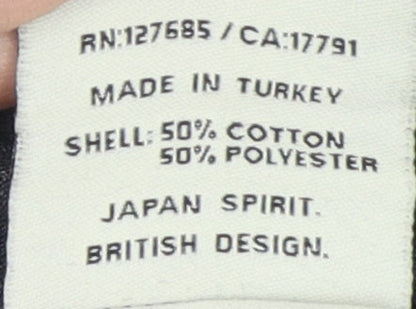 RN:127685 / CA:17791
MADE IN TURKEY
SHELL: 50% COTTON
50% POLYESTER
JAPAN SPIRIT.
BRITISH DESIGN.